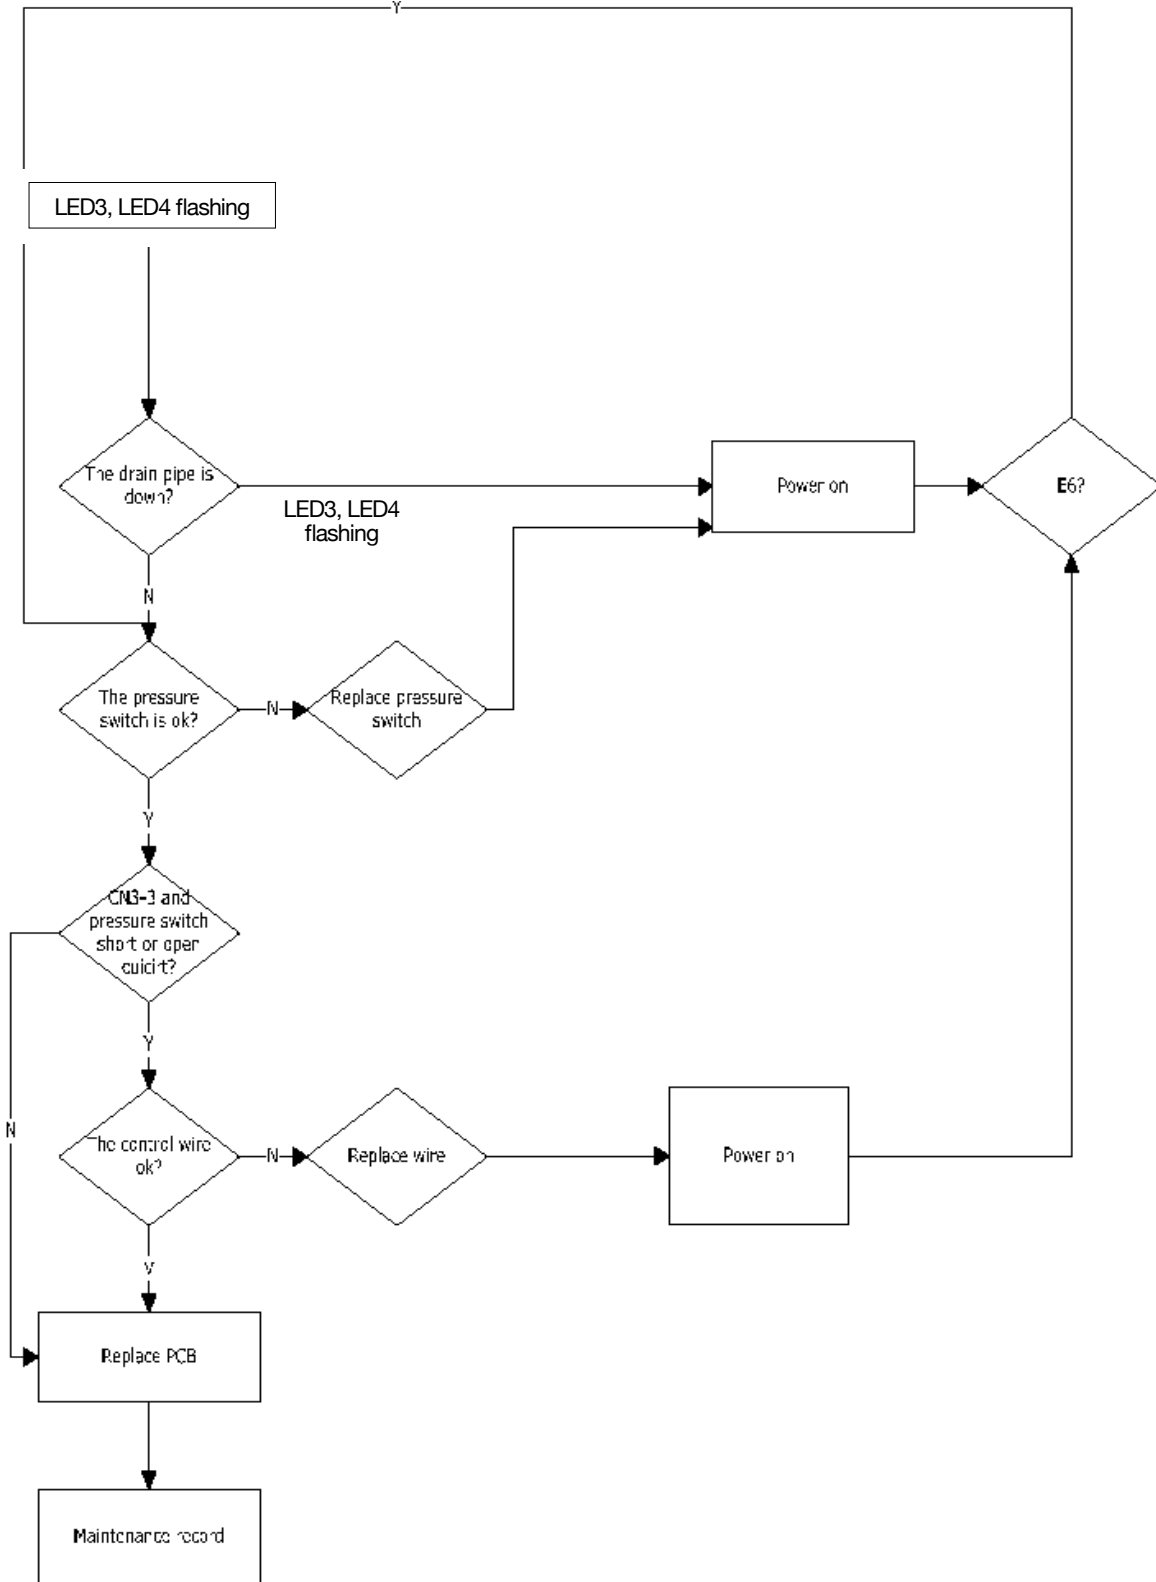 Y
LED3, LED4 flashing
The drain pipe is
down?
LED3, LED4
flashing
Power on
E6?
N
The pressure
switch is ok?
N
Replace pressure
switch
Y
CN3-3 and
pressure switch
short or open
cuicirt?
Y
N
The control wire
ok?
N
Replace wire
Power on
Y
Replace PCB
Maintenance record